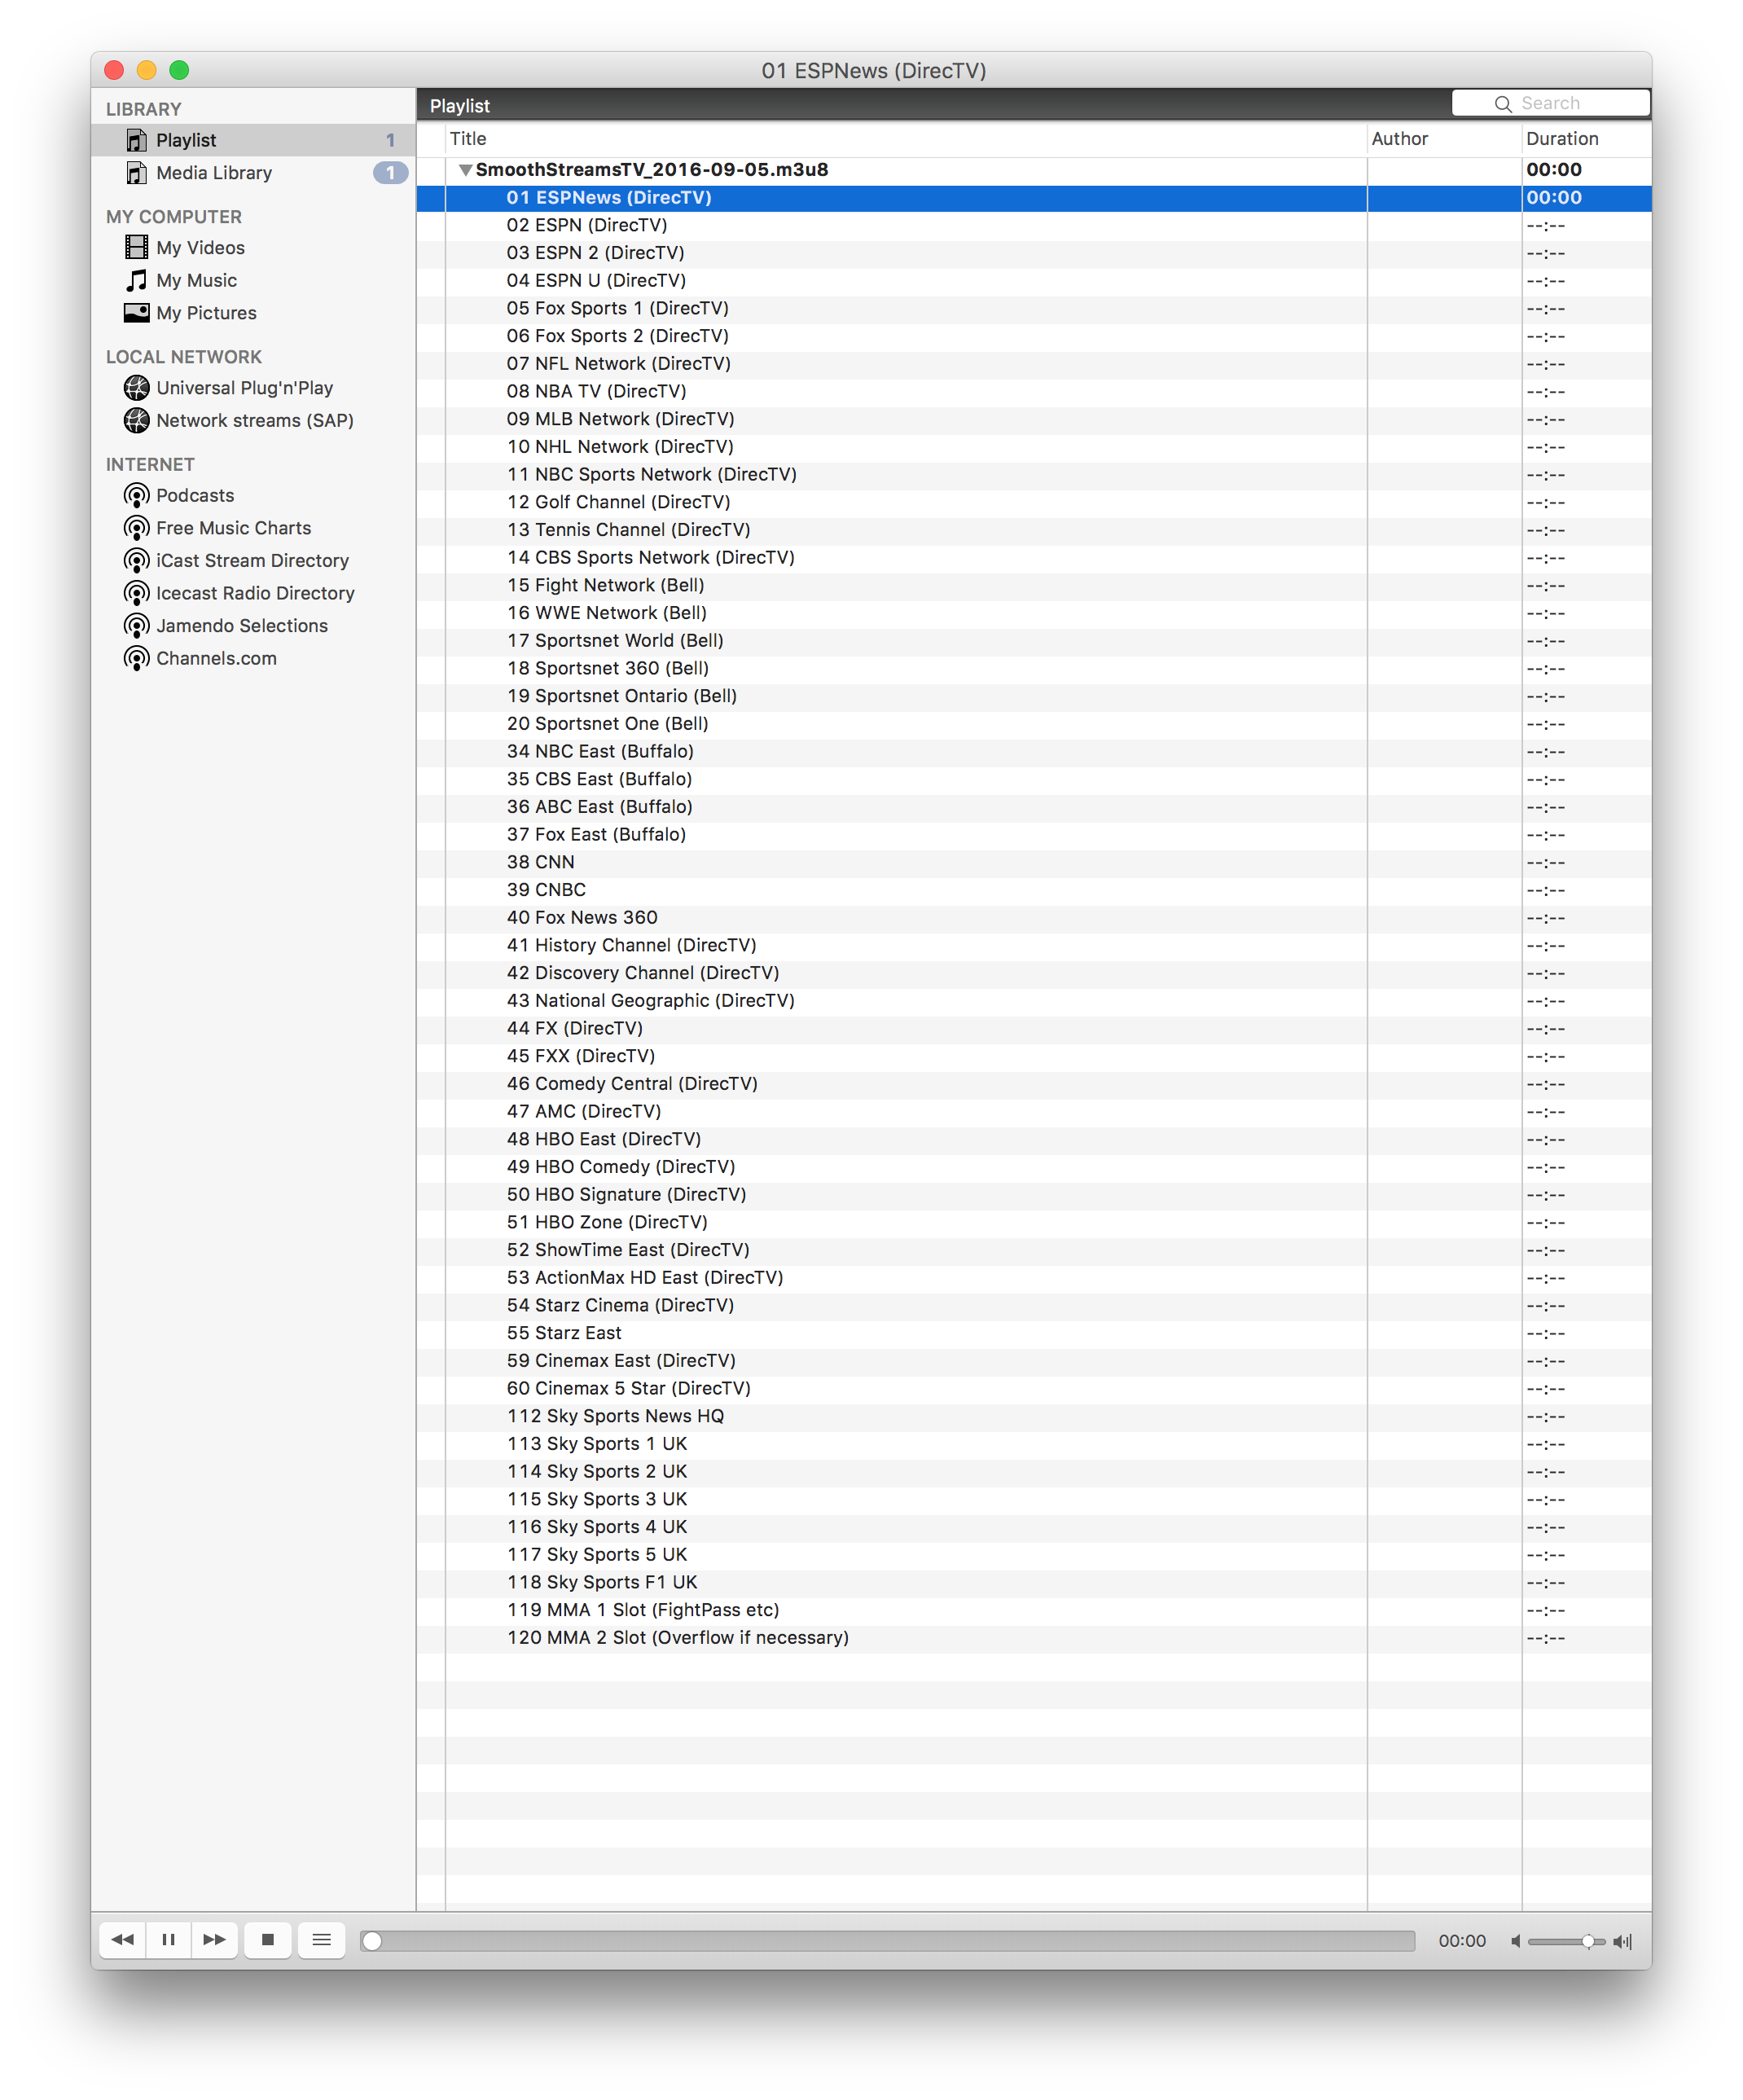 01 ESPNews (DirecTV)
LIBRARY
Playlist 1
Media Library 1
MY COMPUTER
My Videos
My Music
My Pictures
LOCAL NETWORK
Universal Plug'n'Play
Network streams (SAP)
INTERNET
Podcasts
Free Music Charts
iCast Stream Directory
Icecast Radio Directory
Jamendo Selections
Channels.com
Playlist Search
Title Author Duration
SmoothStreamsTV_2016-09-05.m3u8 00:00
01 ESPNews (DirecTV) 00:00
02 ESPN (DirecTV) --:--
03 ESPN 2 (DirecTV) --:--
04 ESPN U (DirecTV) --:--
05 Fox Sports 1 (DirecTV) --:--
06 Fox Sports 2 (DirecTV) --:--
07 NFL Network (DirecTV) --:--
08 NBA TV (DirecTV) --:--
09 MLB Network (DirecTV) --:--
10 NHL Network (DirecTV) --:--
11 NBC Sports Network (DirecTV) --:--
12 Golf Channel (DirecTV) --:--
13 Tennis Channel (DirecTV) --:--
14 CBS Sports Network (DirecTV) --:--
15 Fight Network (Bell) --:--
16 WWE Network (Bell) --:--
17 Sportsnet World (Bell) --:--
18 Sportsnet 360 (Bell) --:--
19 Sportsnet Ontario (Bell) --:--
20 Sportsnet One (Bell) --:--
34 NBC East (Buffalo) --:--
35 CBS East (Buffalo) --:--
36 ABC East (Buffalo) --:--
37 Fox East (Buffalo) --:--
38 CNN --:--
39 CNBC --:--
40 Fox News 360 --:--
41 History Channel (DirecTV) --:--
42 Discovery Channel (DirecTV) --:--
43 National Geographic (DirecTV) --:--
44 FX (DirecTV) --:--
45 FXX (DirecTV) --:--
46 Comedy Central (DirecTV) --:--
47 AMC (DirecTV) --:--
48 HBO East (DirecTV) --:--
49 HBO Comedy (DirecTV) --:--
50 HBO Signature (DirecTV) --:--
51 HBO Zone (DirecTV) --:--
52 ShowTime East (DirecTV) --:--
53 ActionMax HD East (DirecTV) --:--
54 Starz Cinema (DirecTV) --:--
55 Starz East --:--
59 Cinemax East (DirecTV) --:--
60 Cinemax 5 Star (DirecTV) --:--
112 Sky Sports News HQ --:--
113 Sky Sports 1 UK --:--
114 Sky Sports 2 UK --:--
115 Sky Sports 3 UK --:--
116 Sky Sports 4 UK --:--
117 Sky Sports 5 UK --:--
118 Sky Sports F1 UK --:--
119 MMA 1 Slot (FightPass etc) --:--
120 MMA 2 Slot (Overflow if necessary) --:--
00:00